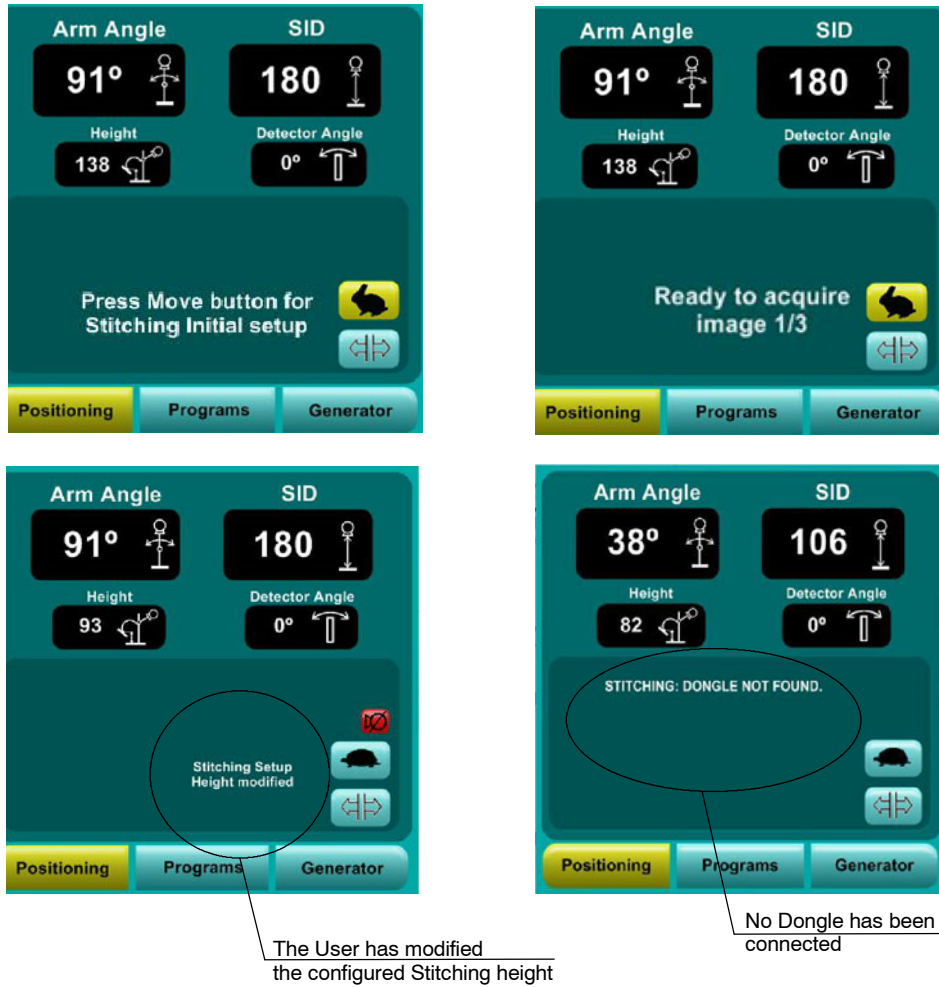 Arm Angle SID
91º 180
Height Detector Angle
138 0º
Press Move button for
Stitching Initial setup
Positioning Programs Generator
Arm Angle SID
91º 180
Height Detector Angle
138 0º
Ready to acquire
image 1/3
Positioning Programs Generator
Arm Angle SID
91º 180
Height Detector Angle
93 0º
Stitching Setup
Height modified
Positioning Programs Generator
The User has modified
the configured Stitching height
Arm Angle SID
38º 106
Height Detector Angle
82 0º
STITCHING: DONGLE NOT FOUND.
Positioning Programs Generator
No Dongle has been
connected